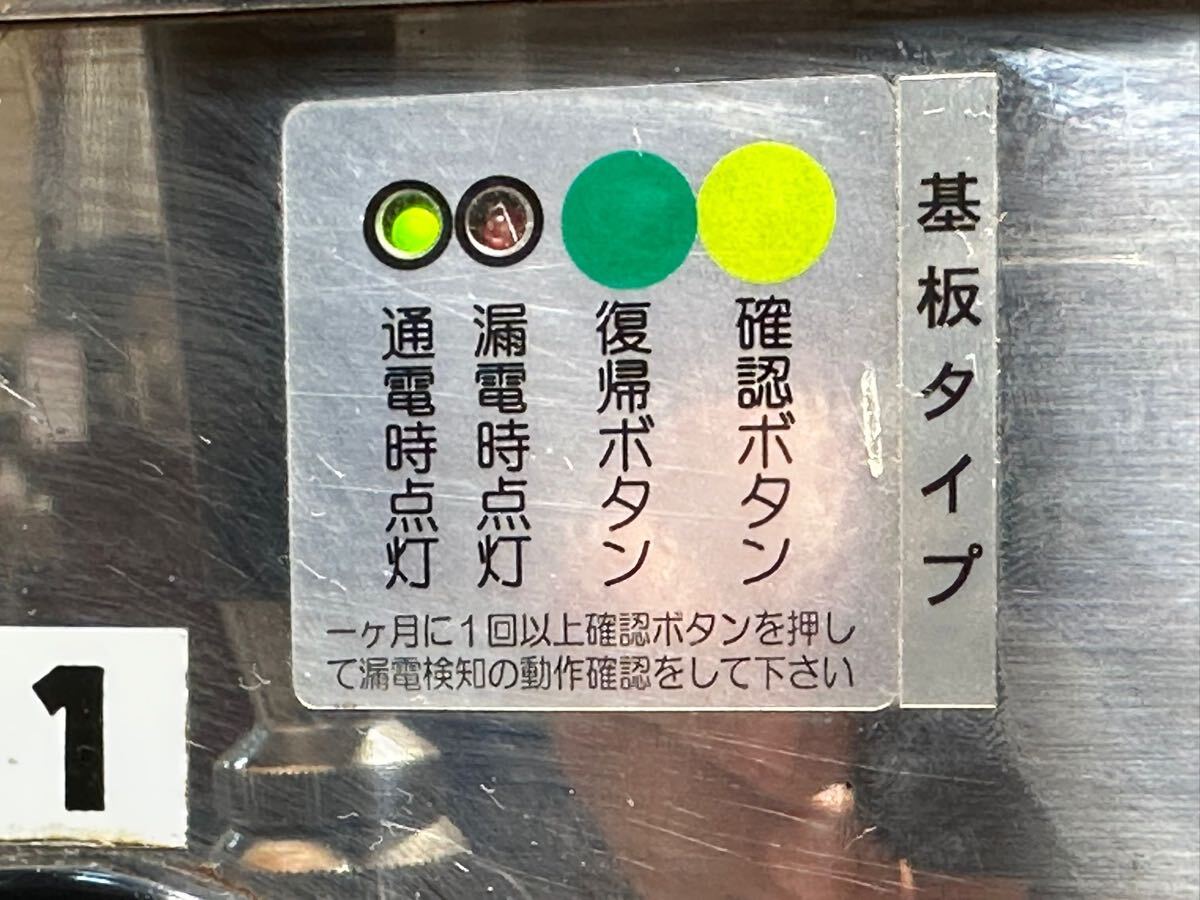 基板タイプ
確認ボタン
復帰ボタン
漏電時点灯
通電時点灯
一ヶ月に1回以上確認ボタンを押し
て漏電検知の動作確認をして下さい
1